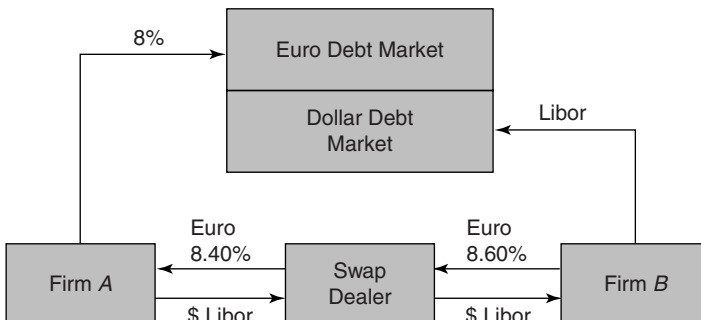 8%
Euro Debt Market
Dollar Debt
Market
Libor
Euro
8.40%
Euro
8.60%
Firm A
Swap
Dealer
Firm B
$ Libor
$ Libor